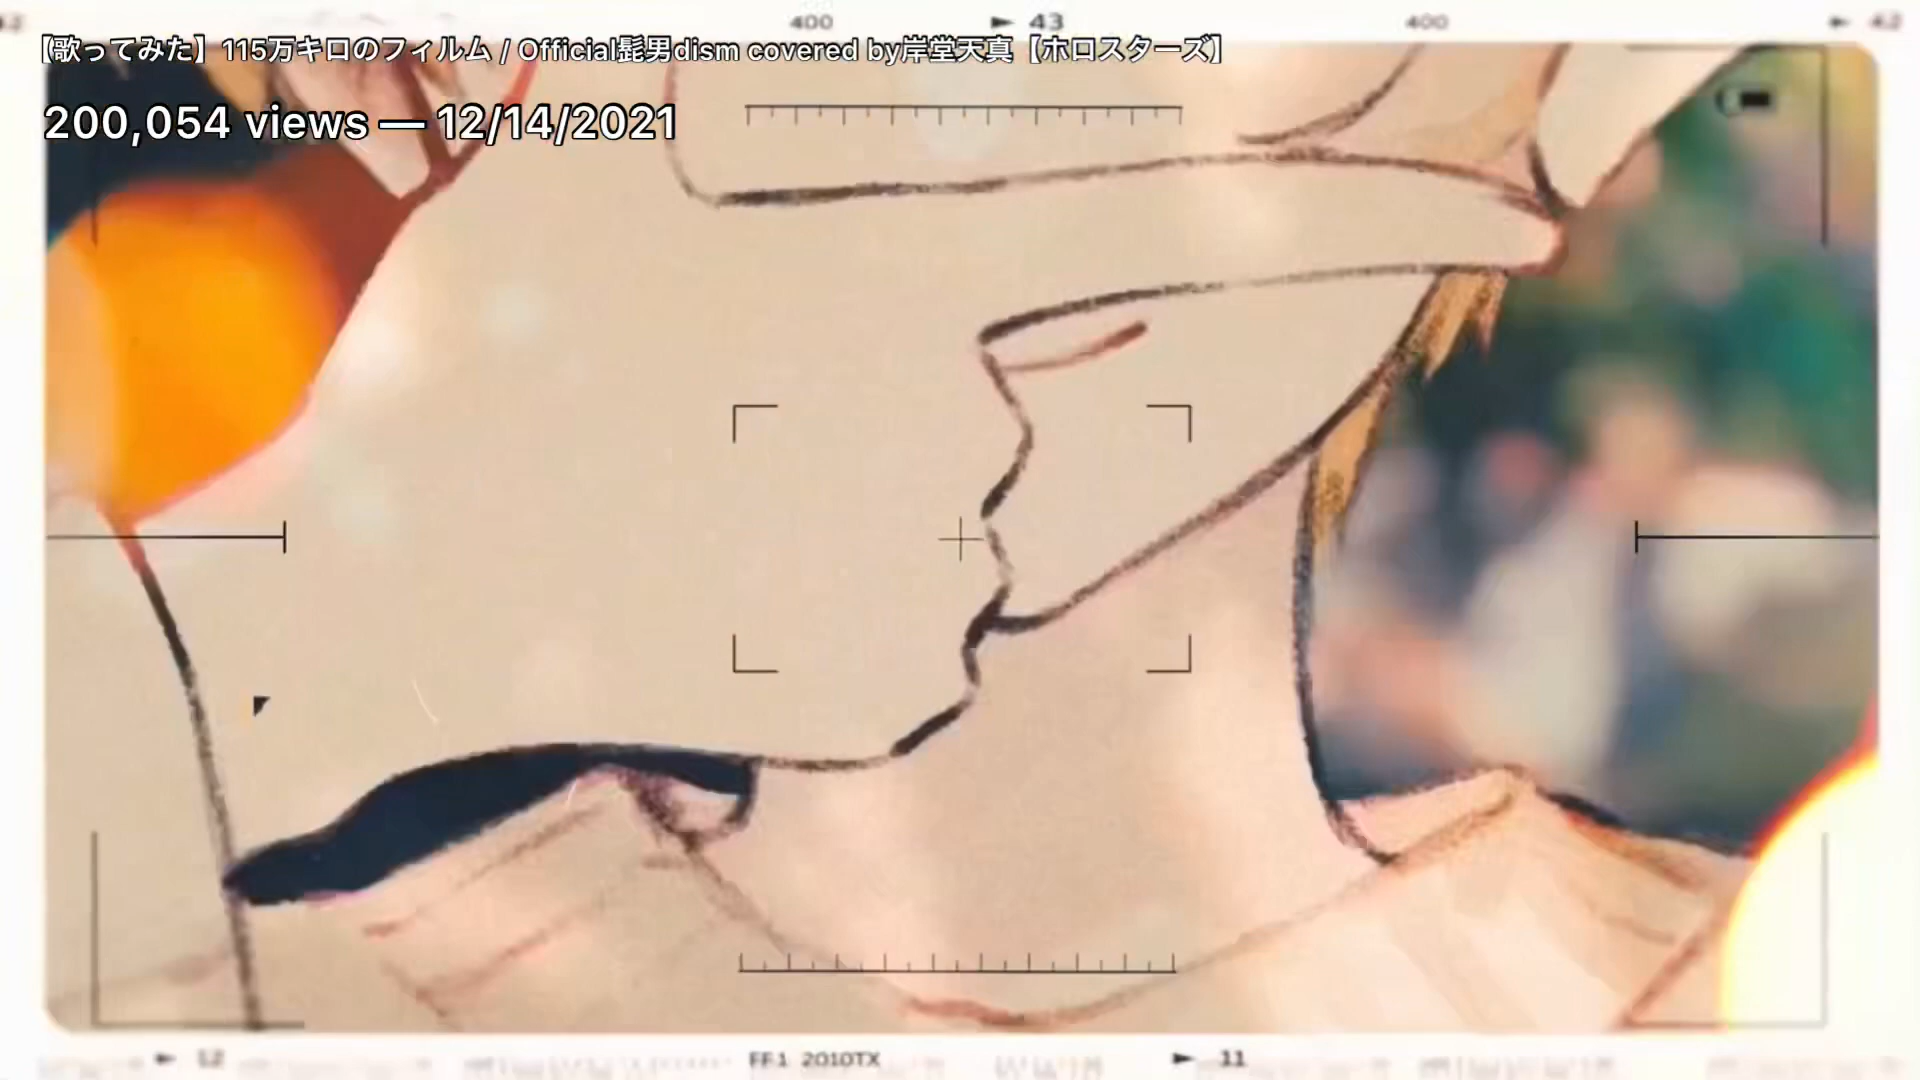 400 ► 43 400 ► 42
【歌ってみた】115万キロのフィルム / Official髭男dism covered by岸堂天真【ホロスターズ】
200,054 views — 12/14/2021
12 FF.1 2010TX ► 11